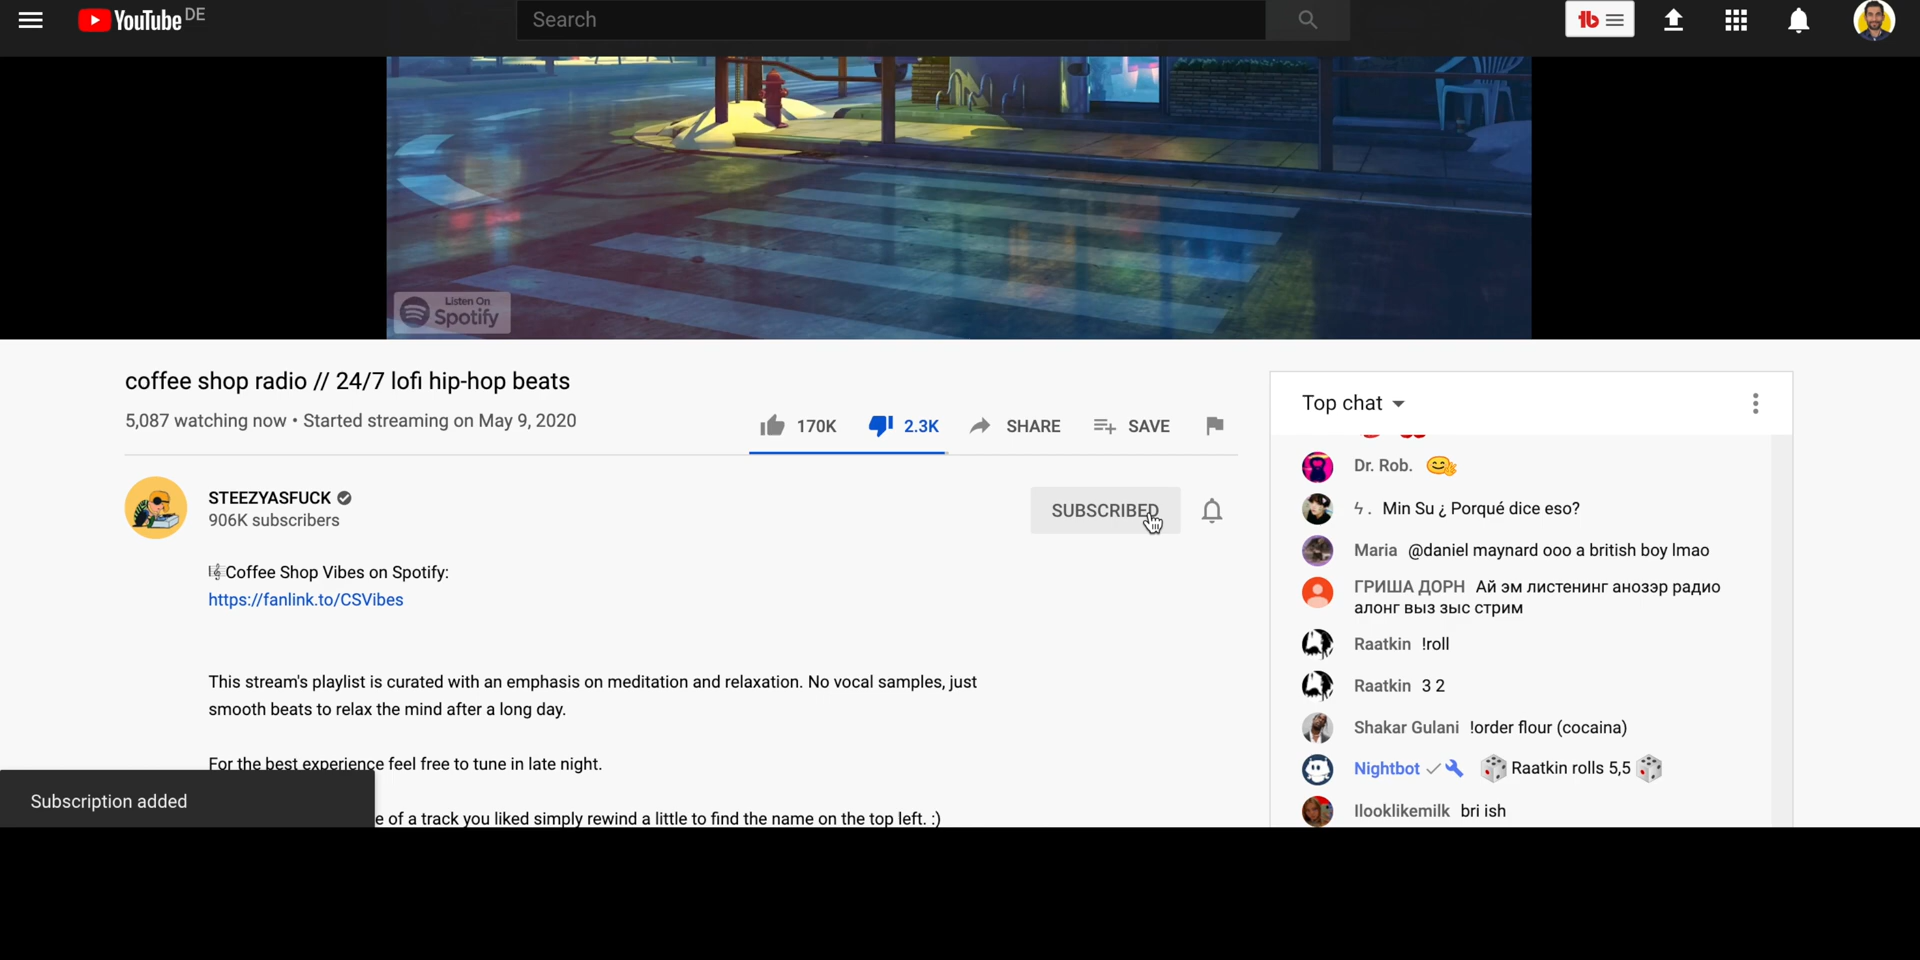 YouTube DE
Search
Listen On
Spotify
coffee shop radio // 24/7 lofi hip-hop beats
5,087 watching now • Started streaming on May 9, 2020
170K
2.3K
SHARE
SAVE
STEEZYASFUCK
906K subscribers
SUBSCRIBED
🎼Coffee Shop Vibes on Spotify:
https://fanlink.to/CSVibes
This stream's playlist is curated with an emphasis on meditation and relaxation. No vocal samples, just
smooth beats to relax the mind after a long day.
For the best experience feel free to tune in late night.
e of a track you liked simply rewind a little to find the name on the top left. :)
Subscription added
Top chat
Dr. Rob. 
ϟ . Min Su ¿ Porqué dice eso?
Maria @daniel maynard ooo a british boy lmao
ГРИША ДОРН Ай эм листенинг анозэр радио
алонг выз зыс стрим
Raatkin !roll
Raatkin 3 2
Shakar Gulani !order flour (cocaina)
Nightbot 🎲 Raatkin rolls 5,5 🎲
Ilooklikemilk bri ish